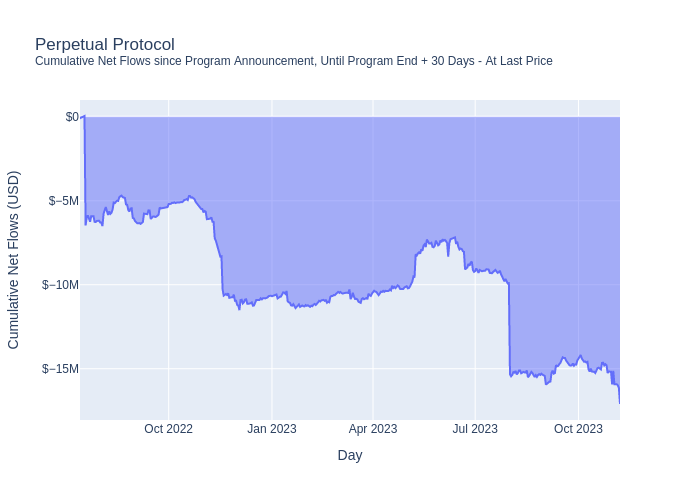 Perpetual Protocol
Cumulative Net Flows since Program Announcement, Until Program End + 30 Days - At Last Price
Cumulative Net Flows (USD)
$0
$−5M
$−10M
$−15M
Oct 2022
Jan 2023
Apr 2023
Jul 2023
Oct 2023
Day